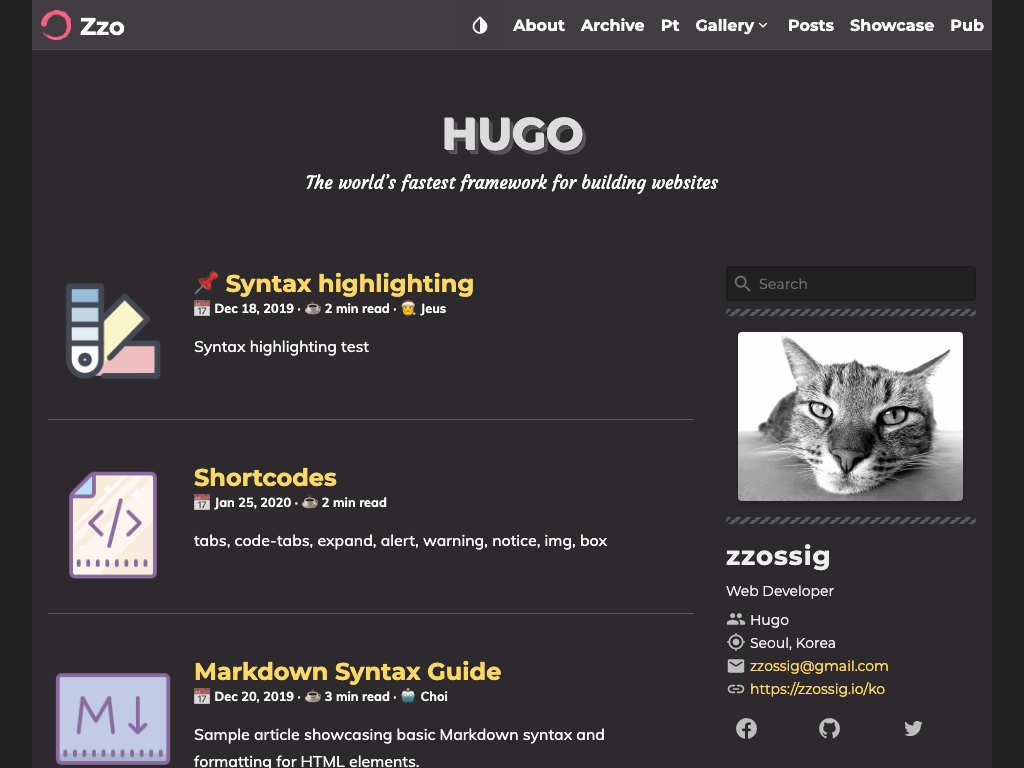 Zzo
About Archive Pt Gallery Posts Showcase Pub
HUGO
The world's fastest framework for building websites
Syntax highlighting
Dec 18, 2019 · 2 min read · Jeus
Syntax highlighting test
Shortcodes
Jan 25, 2020 · 2 min read
tabs, code-tabs, expand, alert, warning, notice, img, box
M
Markdown Syntax Guide
Dec 20, 2019 · 3 min read · Choi
Sample article showcasing basic Markdown syntax and
formatting for HTML elements.
Search
zzossig
Web Developer
Hugo
Seoul, Korea
zzossig@gmail.com
https://zzossig.io/ko